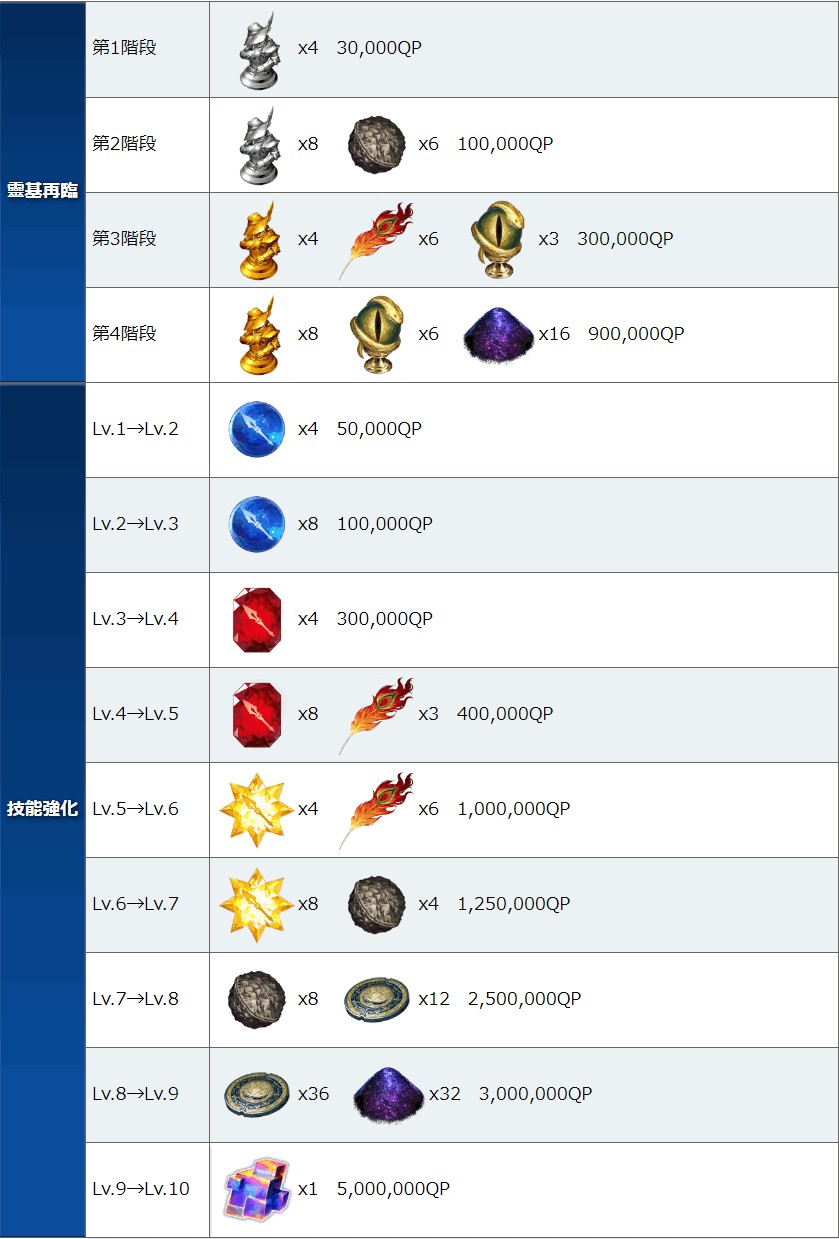 靈基再臨
第1階段 x4 30,000QP
第2階段 x8 x6 100,000QP
第3階段 x4 x6 x3 300,000QP
第4階段 x8 x6 x16 900,000QP
技能強化
Lv.1→Lv.2 x4 50,000QP
Lv.2→Lv.3 x8 100,000QP
Lv.3→Lv.4 x4 300,000QP
Lv.4→Lv.5 x8 x3 400,000QP
Lv.5→Lv.6 x4 x6 1,000,000QP
Lv.6→Lv.7 x8 x4 1,250,000QP
Lv.7→Lv.8 x8 x12 2,500,000QP
Lv.8→Lv.9 x36 x32 3,000,000QP
Lv.9→Lv.10 x1 5,000,000QP